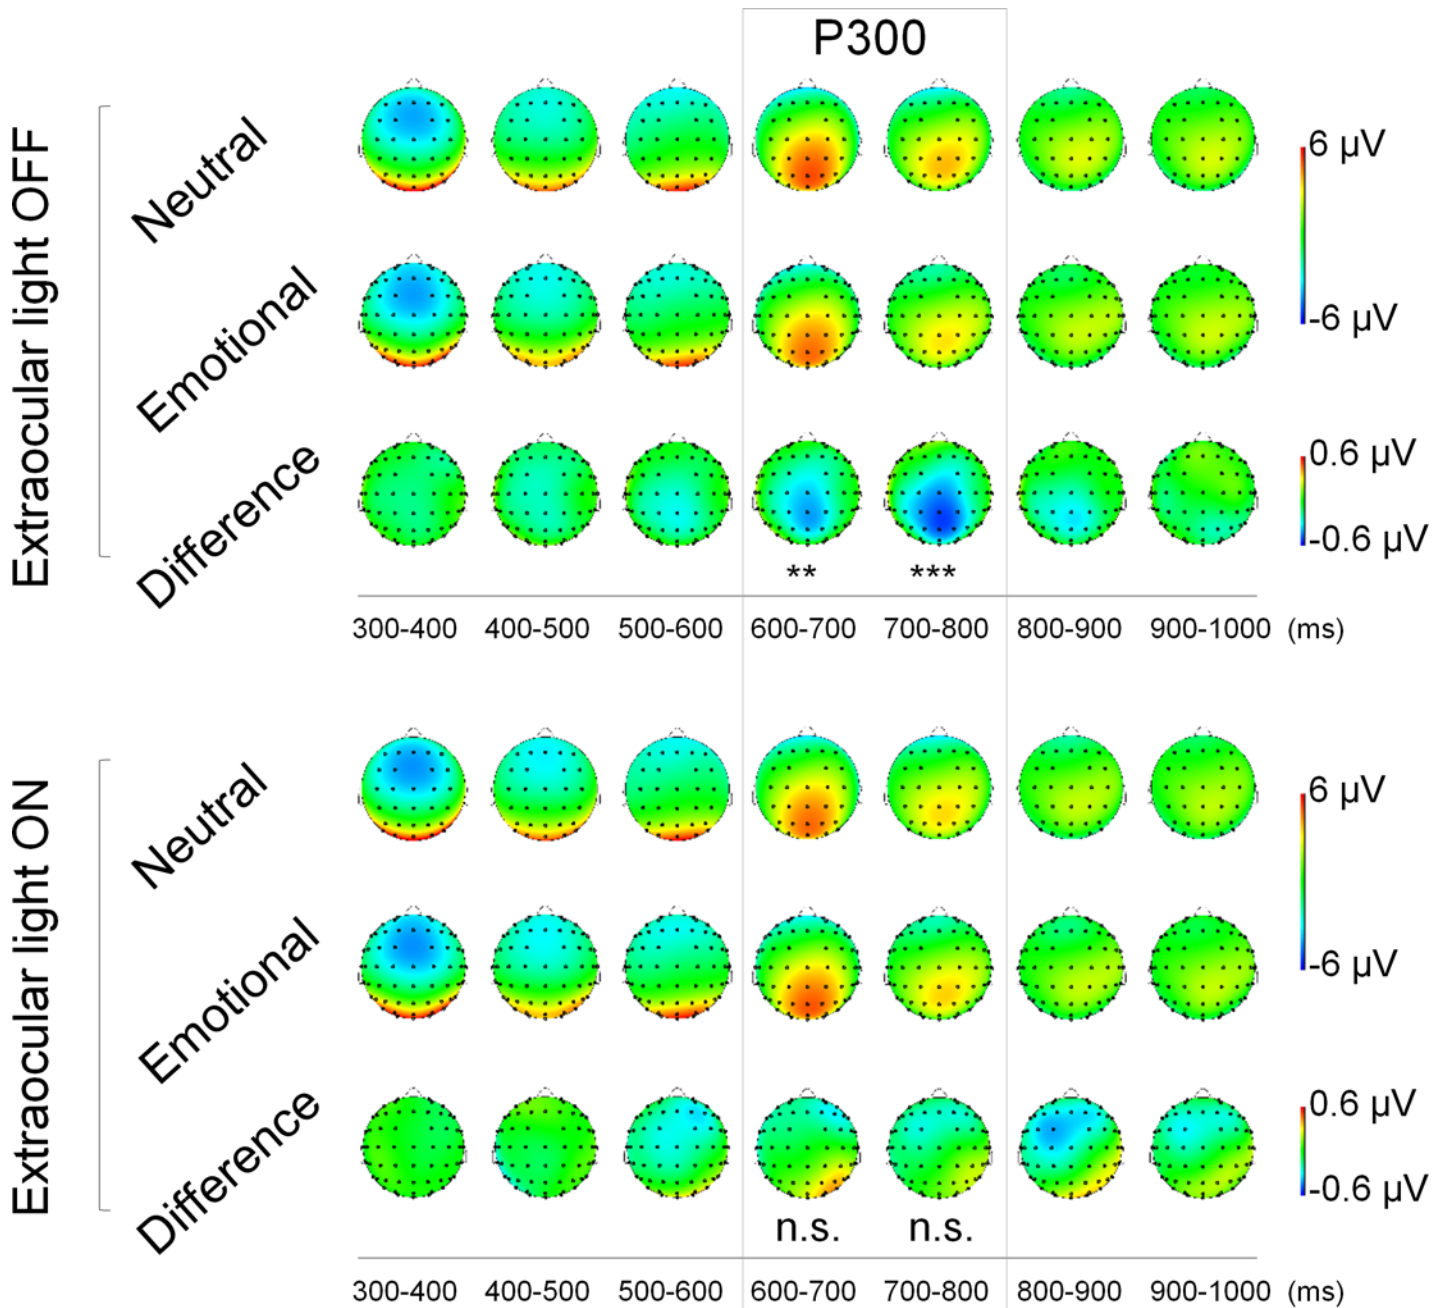 P300
Extraocular light OFF
Neutral
6 µV
-6 µV
Emotional
Difference
0.6 µV
-0.6 µV
** ***
300-400 400-500 500-600 600-700 700-800 800-900 900-1000 (ms)
Extraocular light ON
Neutral
6 µV
-6 µV
Emotional
Difference
0.6 µV
-0.6 µV
n.s. n.s.
300-400 400-500 500-600 600-700 700-800 800-900 900-1000 (ms)